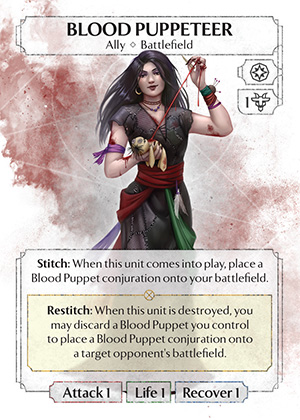 BLOOD PUPPETEER
Ally ◇ Battlefield
1
Stitch: When this unit comes into play, place a
Blood Puppet conjuration onto your battlefield.
Restitch: When this unit is destroyed, you
may discard a Blood Puppet you control
to place a Blood Puppet conjuration onto
a target opponent's battlefield.
Attack 1 Life 1 Recover 1